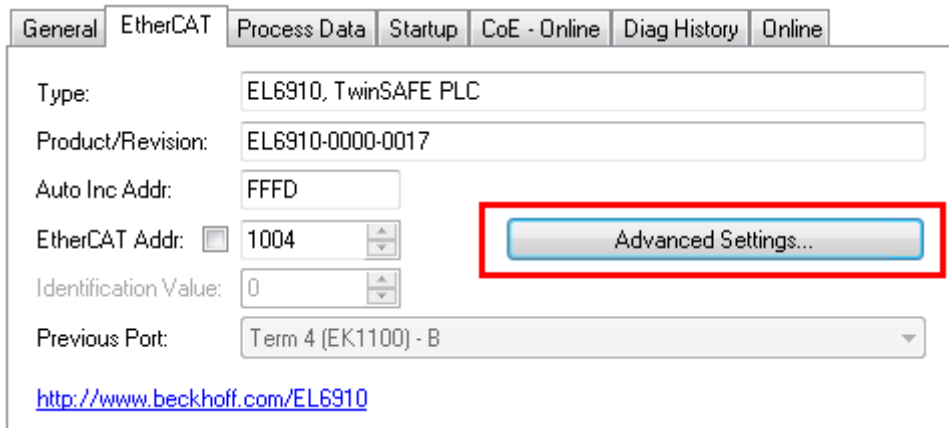 General EtherCAT Process Data Startup CoE - Online Diag History Online
Type: EL6910, TwinSAFE PLC
Product/Revision: EL6910-0000-0017
Auto Inc Addr: FFFD
EtherCAT Addr: 1004 Advanced Settings...
Identification Value: 0
Previous Port: Term 4 (EK1100) - B
http://www.beckhoff.com/EL6910